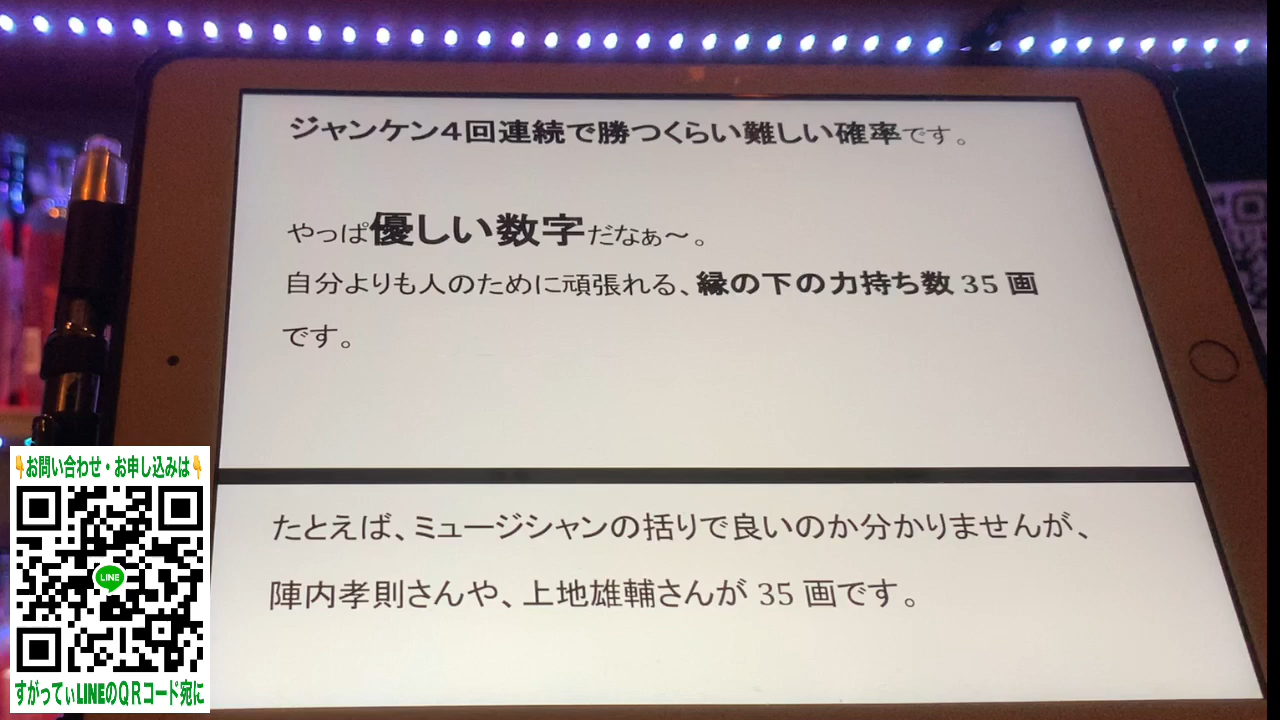 ジャンケン4回連続で勝つくらい難しい確率です。
やっぱ優しい数字だなぁ～。
自分よりも人のために頑張れる、縁の下の力持ち数 35 画
です。
たとえば、ミュージシャンの括りで良いのか分かりませんが、
陣内孝則さんや、上地雄輔さんが 35 画です。
👇お問い合わせ・お申し込みは👇
LINE
すがってぃLINEのQRコード宛に